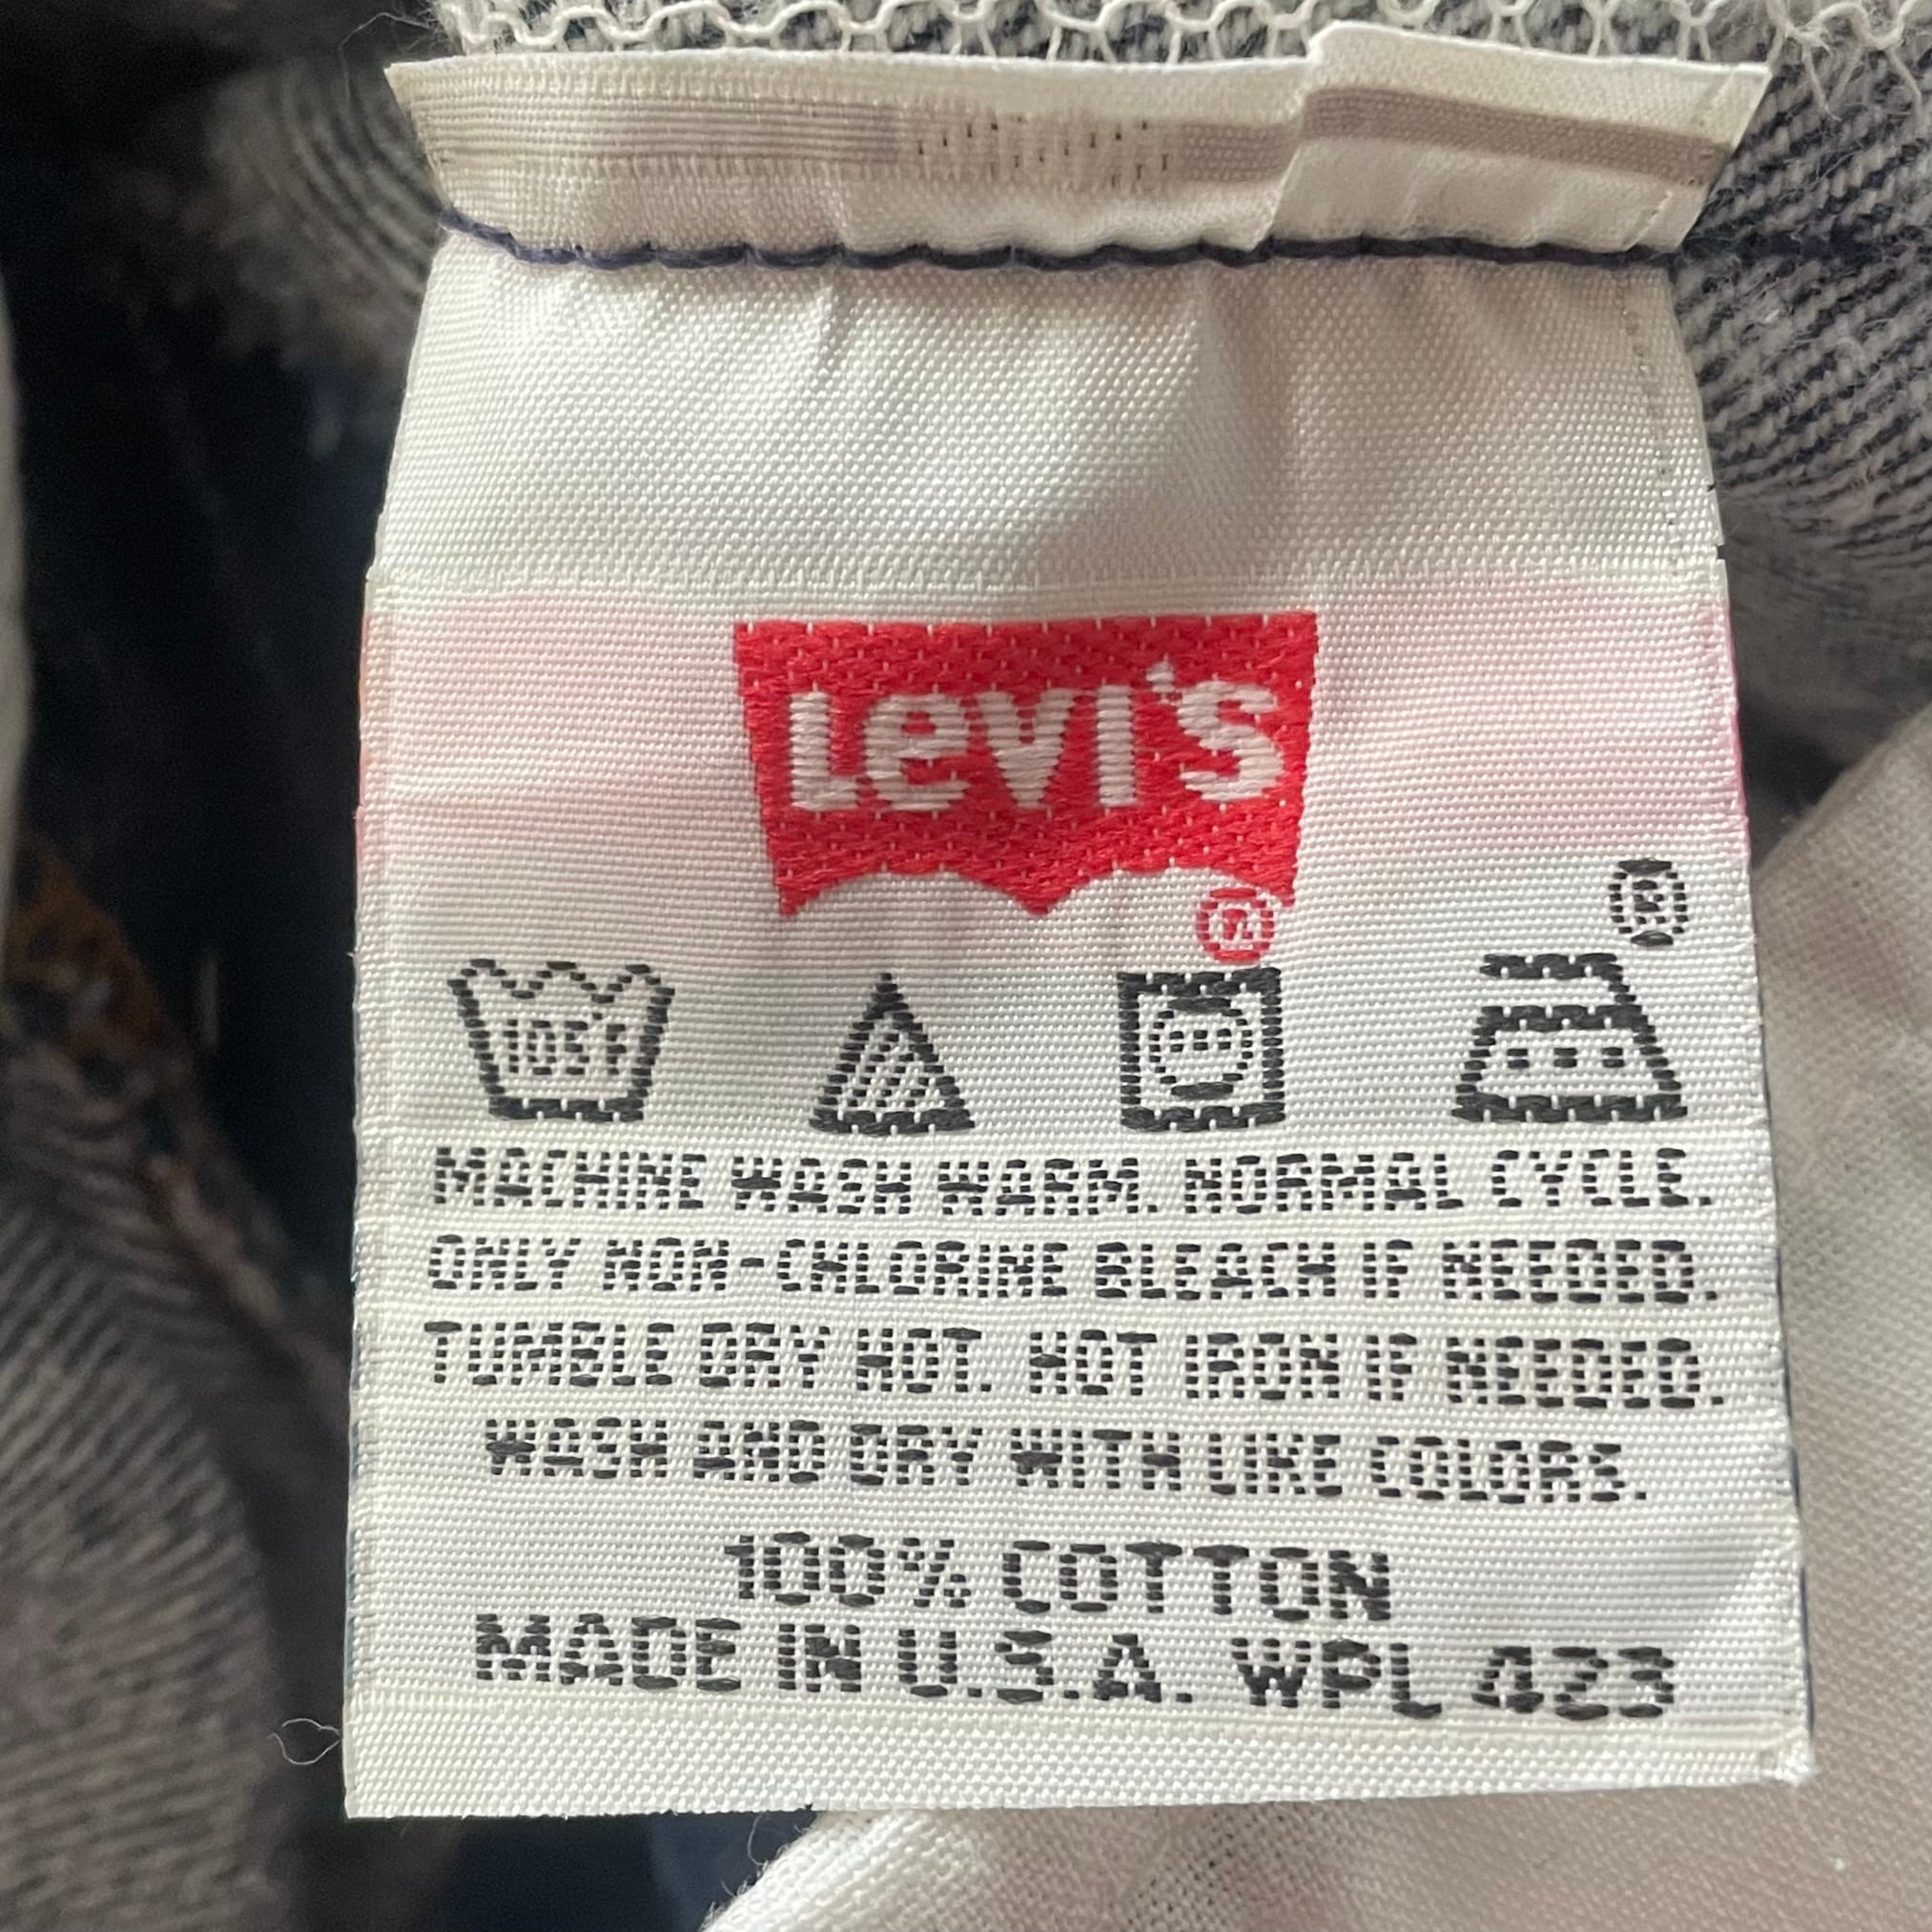 Levi's
®
®
105F
MACHINE WASH WARM. NORMAL CYCLE.
ONLY NON-CHLORINE BLEACH IF NEEDED.
TUMBLE DRY HOT. HOT IRON IF NEEDED.
WASH AND DRY WITH LIKE COLORS.
100% COTTON
MADE IN U.S.A. WPL 423